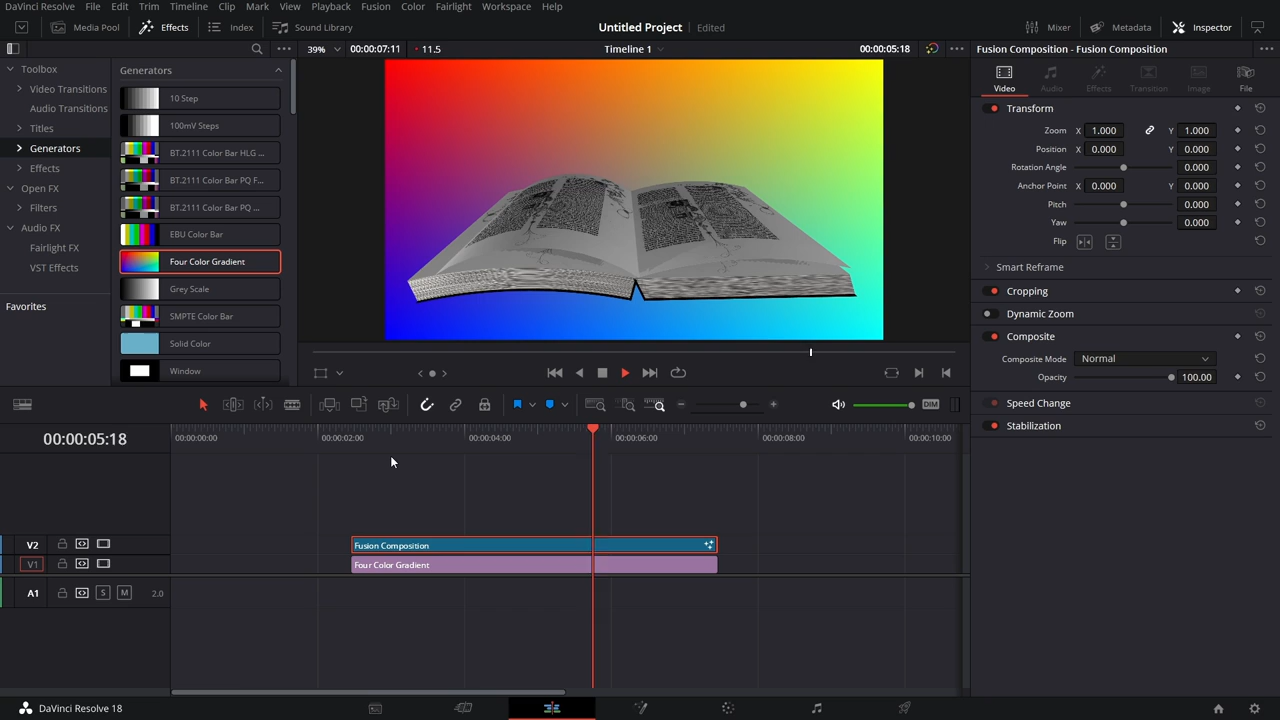 DaVinci Resolve File Edit Trim Timeline Clip Mark View Playback Fusion Color Fairlight Workspace Help
Media Pool Effects Index Sound Library Untitled Project Edited Mixer Metadata Inspector
39% 00:00:07:11 11.5 Timeline 1 00:00:05:18 Fusion Composition - Fusion Composition
Toolbox
Video Transitions
Audio Transitions
Titles
Generators
Effects
Open FX
Filters
Audio FX
Fairlight FX
VST Effects
Favorites
Generators
10 Step
100mV Steps
BT.2111 Color Bar HLG ...
BT.2111 Color Bar PQ F...
BT.2111 Color Bar PQ ...
EBU Color Bar
Four Color Gradient
Grey Scale
SMPTE Color Bar
Solid Color
Window
Video Audio Effects Transition Image File
Transform
Zoom X 1.000 Y 1.000
Position X 0.000 Y 0.000
Rotation Angle 0.000
Anchor Point X 0.000 Y 0.000
Pitch 0.000
Yaw 0.000
Flip
Smart Reframe
Cropping
Dynamic Zoom
Composite
Composite Mode Normal
Opacity 100.00
Speed Change
Stabilization
DIM
00:00:05:18
00:00:00:00 00:00:02:00 00:00:04:00 00:00:06:00 00:00:08:00 00:00:10:00
V2 Fusion Composition
V1 Four Color Gradient
A1 S M 2.0
DaVinci Resolve 18